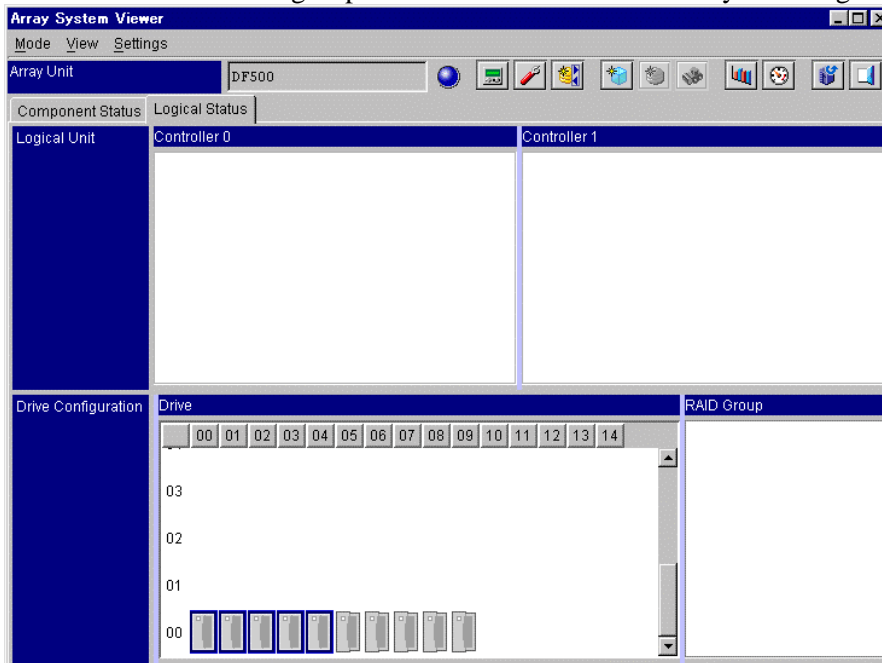 Array System Viewer
Mode View Settings
Array Unit DF500
Component Status Logical Status
Logical Unit Controller 0 Controller 1
Drive Configuration Drive RAID Group
00 01 02 03 04 05 06 07 08 09 10 11 12 13 14
03
02
01
00